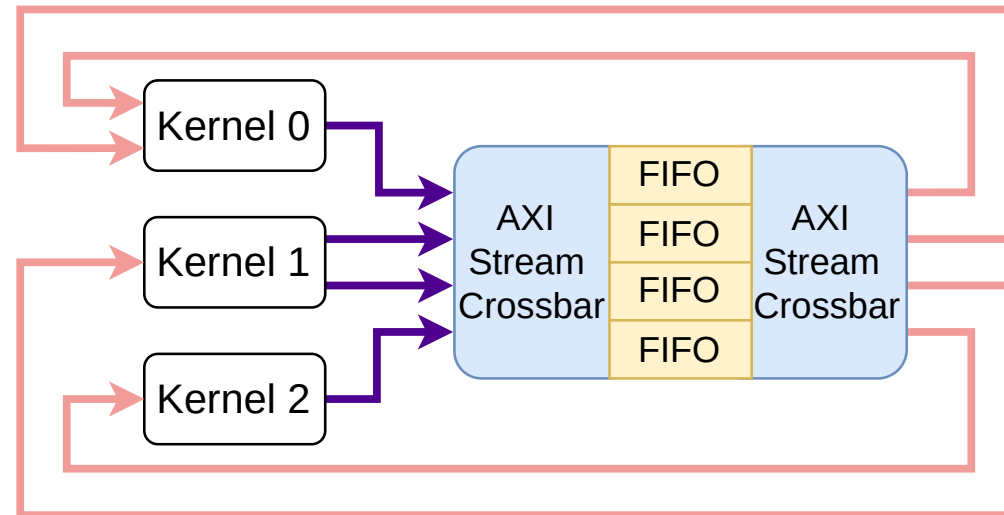 Kernel 0
Kernel 1
Kernel 2
AXI
Stream
Crossbar
FIFO
FIFO
FIFO
FIFO
AXI
Stream
Crossbar